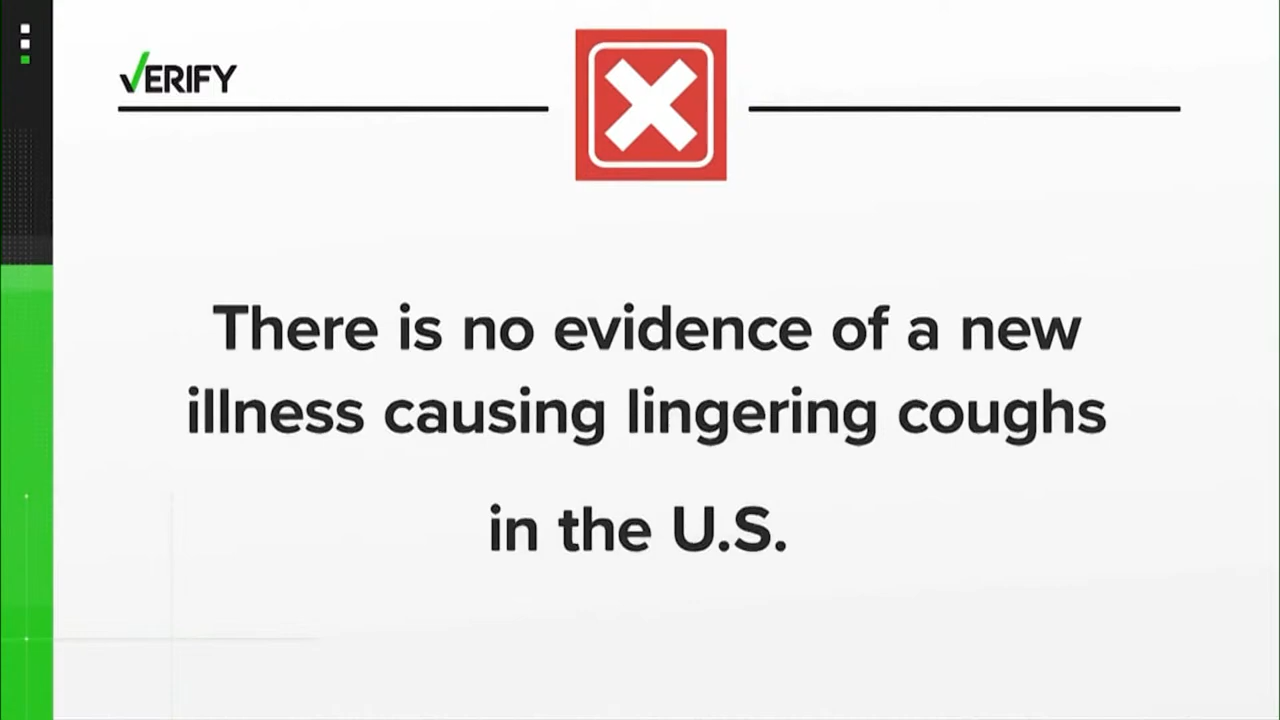 VERIFY
There is no evidence of a new
illness causing lingering coughs
in the U.S.